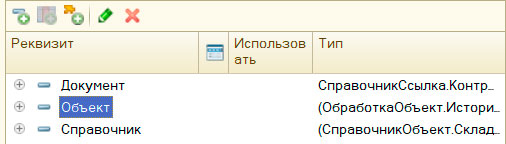 Реквизит Использовать Тип
Документ СправочникСсылка.Контр...
Объект (ОбработкаОбъект.Истори...
Справочник (СправочникОбъект.Склад...